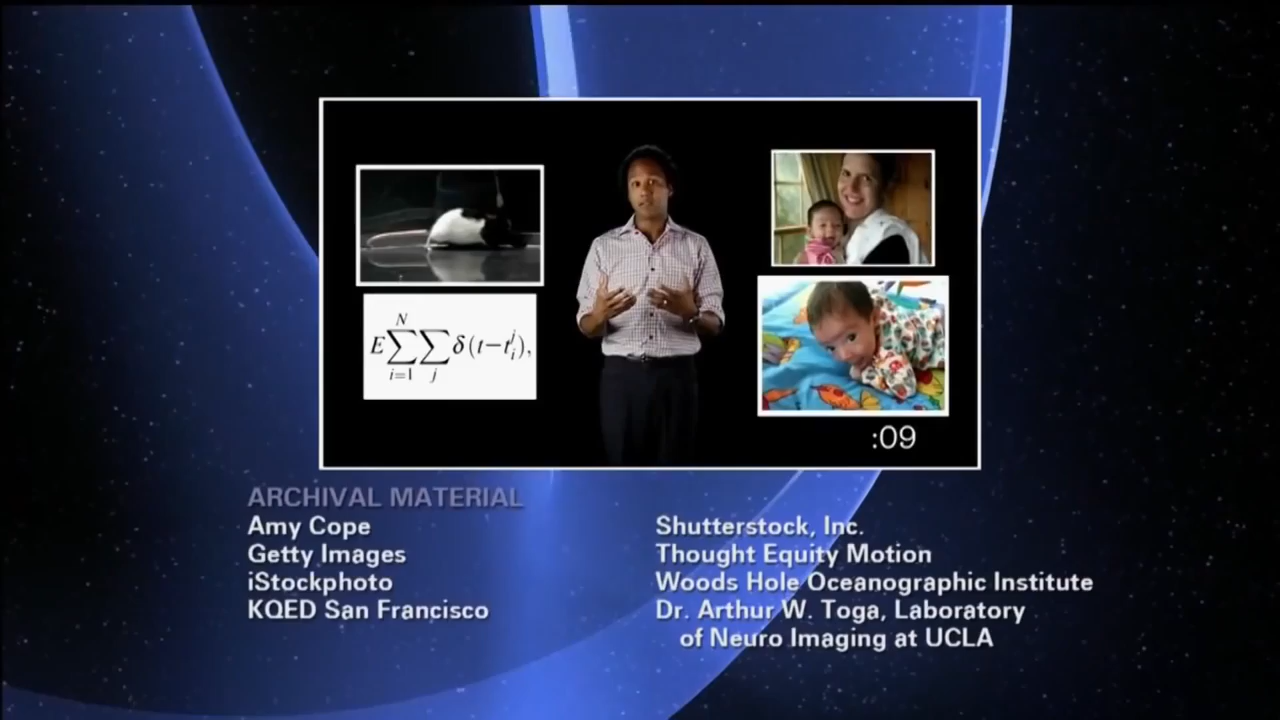 E∑∑δ(t−tᵢʲ),
N
i=1 j
:09
ARCHIVAL MATERIAL
Amy Cope
Getty Images
iStockphoto
KQED San Francisco
Shutterstock, Inc.
Thought Equity Motion
Woods Hole Oceanographic Institute
Dr. Arthur W. Toga, Laboratory
of Neuro Imaging at UCLA